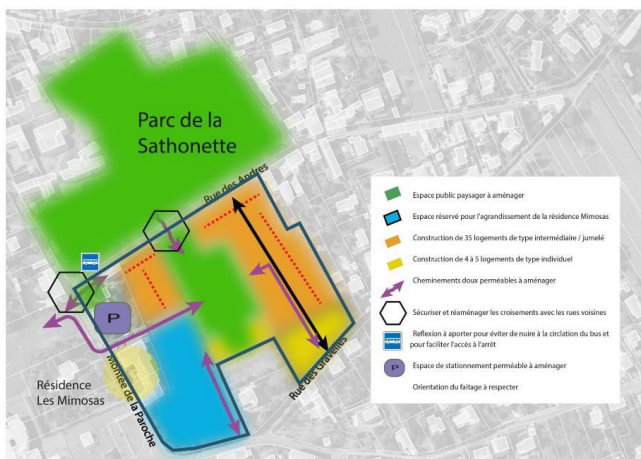 Parc de la
Sathonette
Rue des Andres
P
Résidence
Les Mimosas
Montée de la Paroche
Rue des Gravelles
Espace public paysager à aménager
Espace réservé pour l'agrandissement de la résidence Mimosas
Construction de 35 logements de type intermédiaire / jumelé
Construction de 4 à 5 logements de type individuel
Cheminements doux perméables à aménager
Sécuriser et réaménager les croisements avec les rues voisines
Reflexion à aporter pour éviter de nuire à la circlation du bus et
pour faciliter l'accès à l'arrêt
P
Espace de stationnement perméable à aménager
Orientation du faitage à respecter